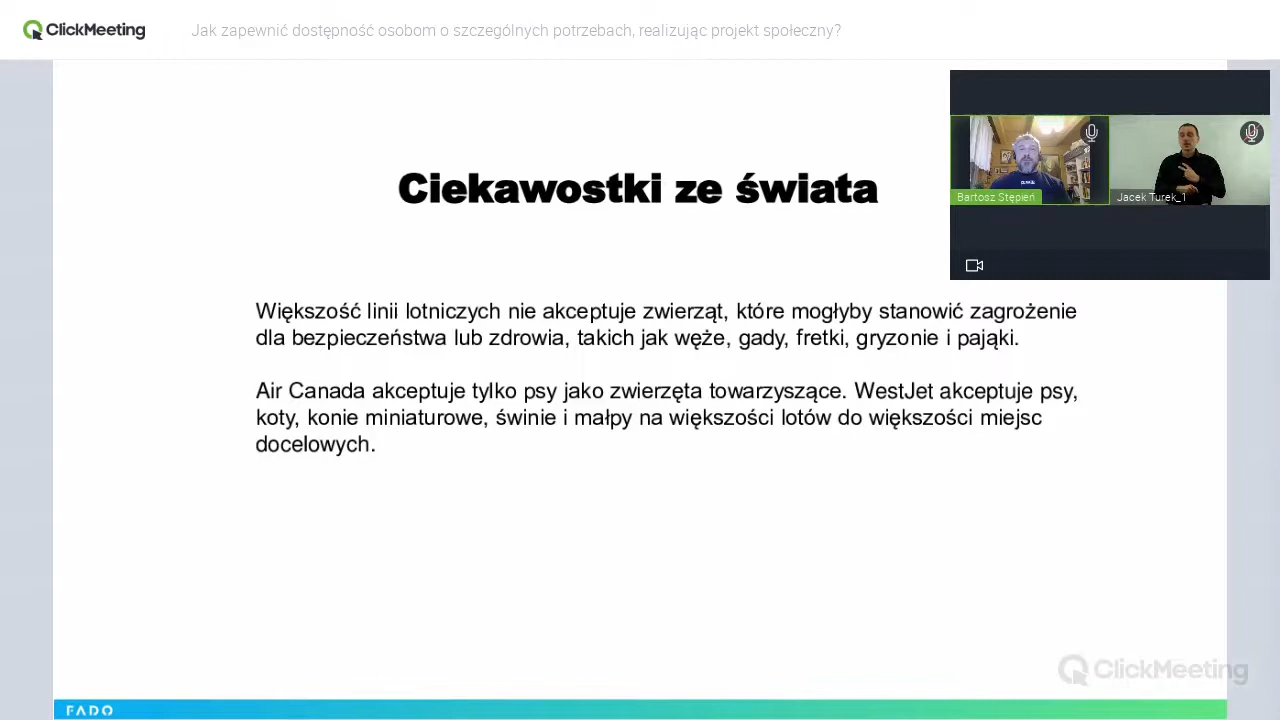 ClickMeeting
Jak zapewnić dostępność osobom o szczególnych potrzebach, realizując projekt społeczny?
Ciekawostki ze świata
Bartosz Stępień
Jacek Turek_1
Większość linii lotniczych nie akceptuje zwierząt, które mogłyby stanowić zagrożenie
dla bezpieczeństwa lub zdrowia, takich jak węże, gady, fretki, gryzonie i pająki.
Air Canada akceptuje tylko psy jako zwierzęta towarzyszące. WestJet akceptuje psy,
koty, konie miniaturowe, świnie i małpy na większości lotów do większości miejsc
docelowych.
ClickMeeting
FADO